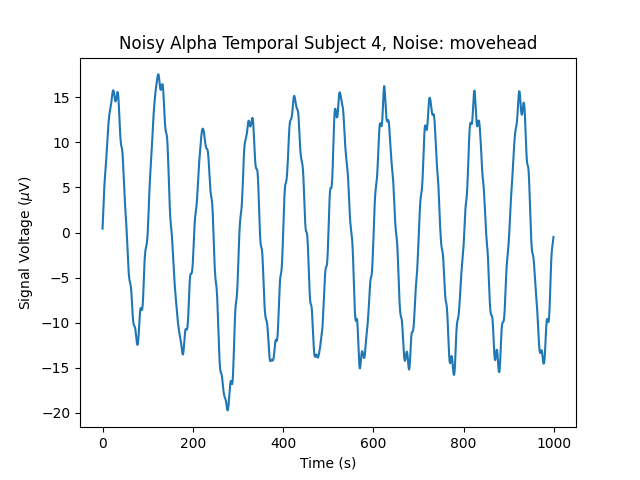 Noisy Alpha Temporal Subject 4, Noise: movehead
Signal Voltage (μV)
15
10
5
0
−5
−10
−15
−20
0 200 400 600 800 1000
Time (s)